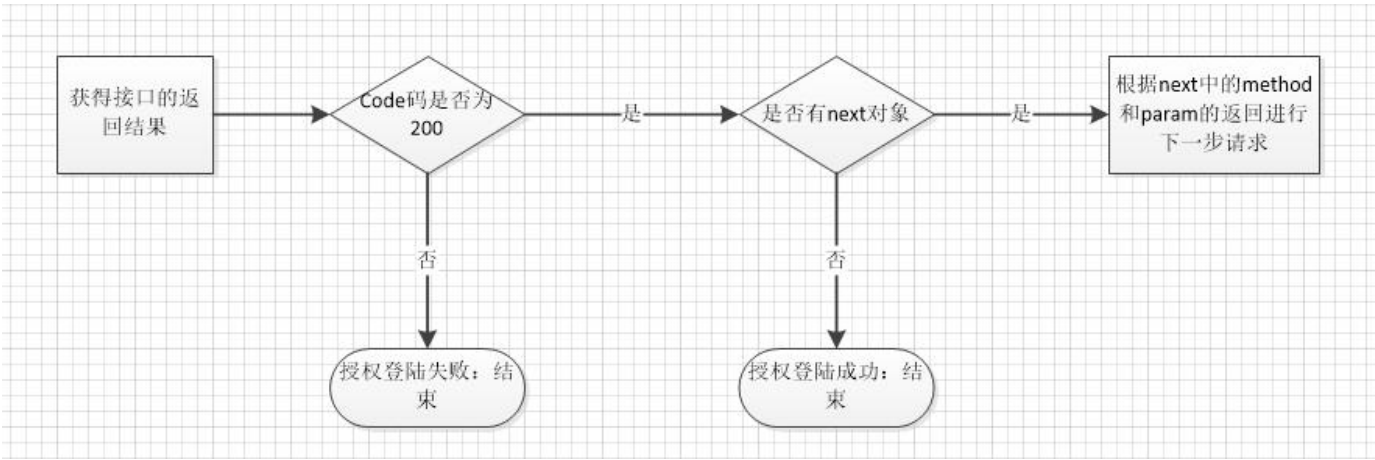 获得接口的返
回结果
Code码是否为
200
是
是否有next对象
是
根据next中的method
和param的返回进行
下一步请求
否
否
授权登陆失败：结
束
授权登陆成功：结
束